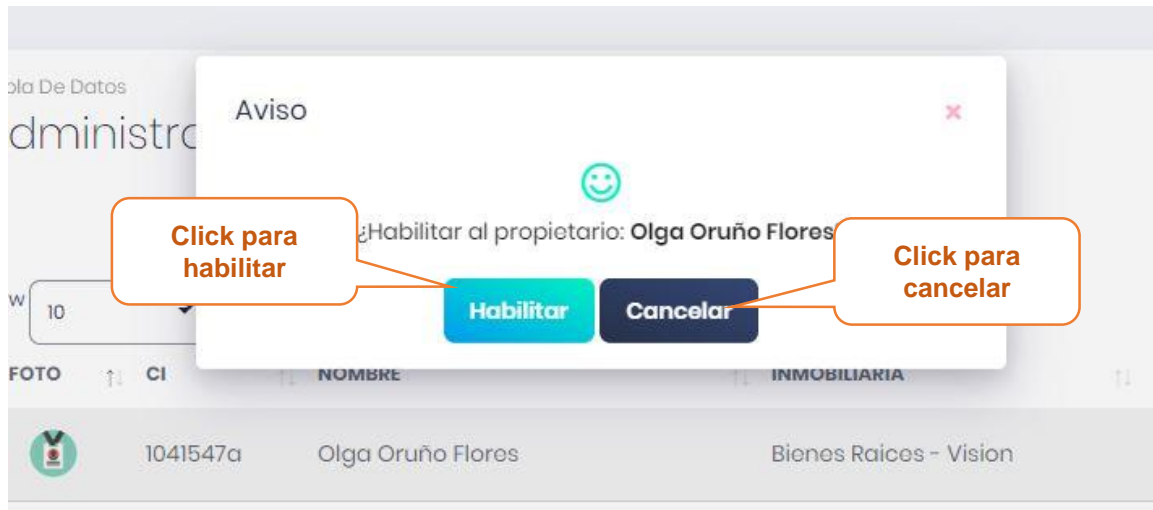 ola De Datos
dministra
Aviso
×
Click para
habilitar
¿Habilitar al propietario: Olga Oruño Flores
Click para
cancelar
Habilitar
Cancelar
w
10
FOTO CI NOMBRE INMOBILIARIA
1041547a Olga Oruño Flores Bienes Raices - Vision